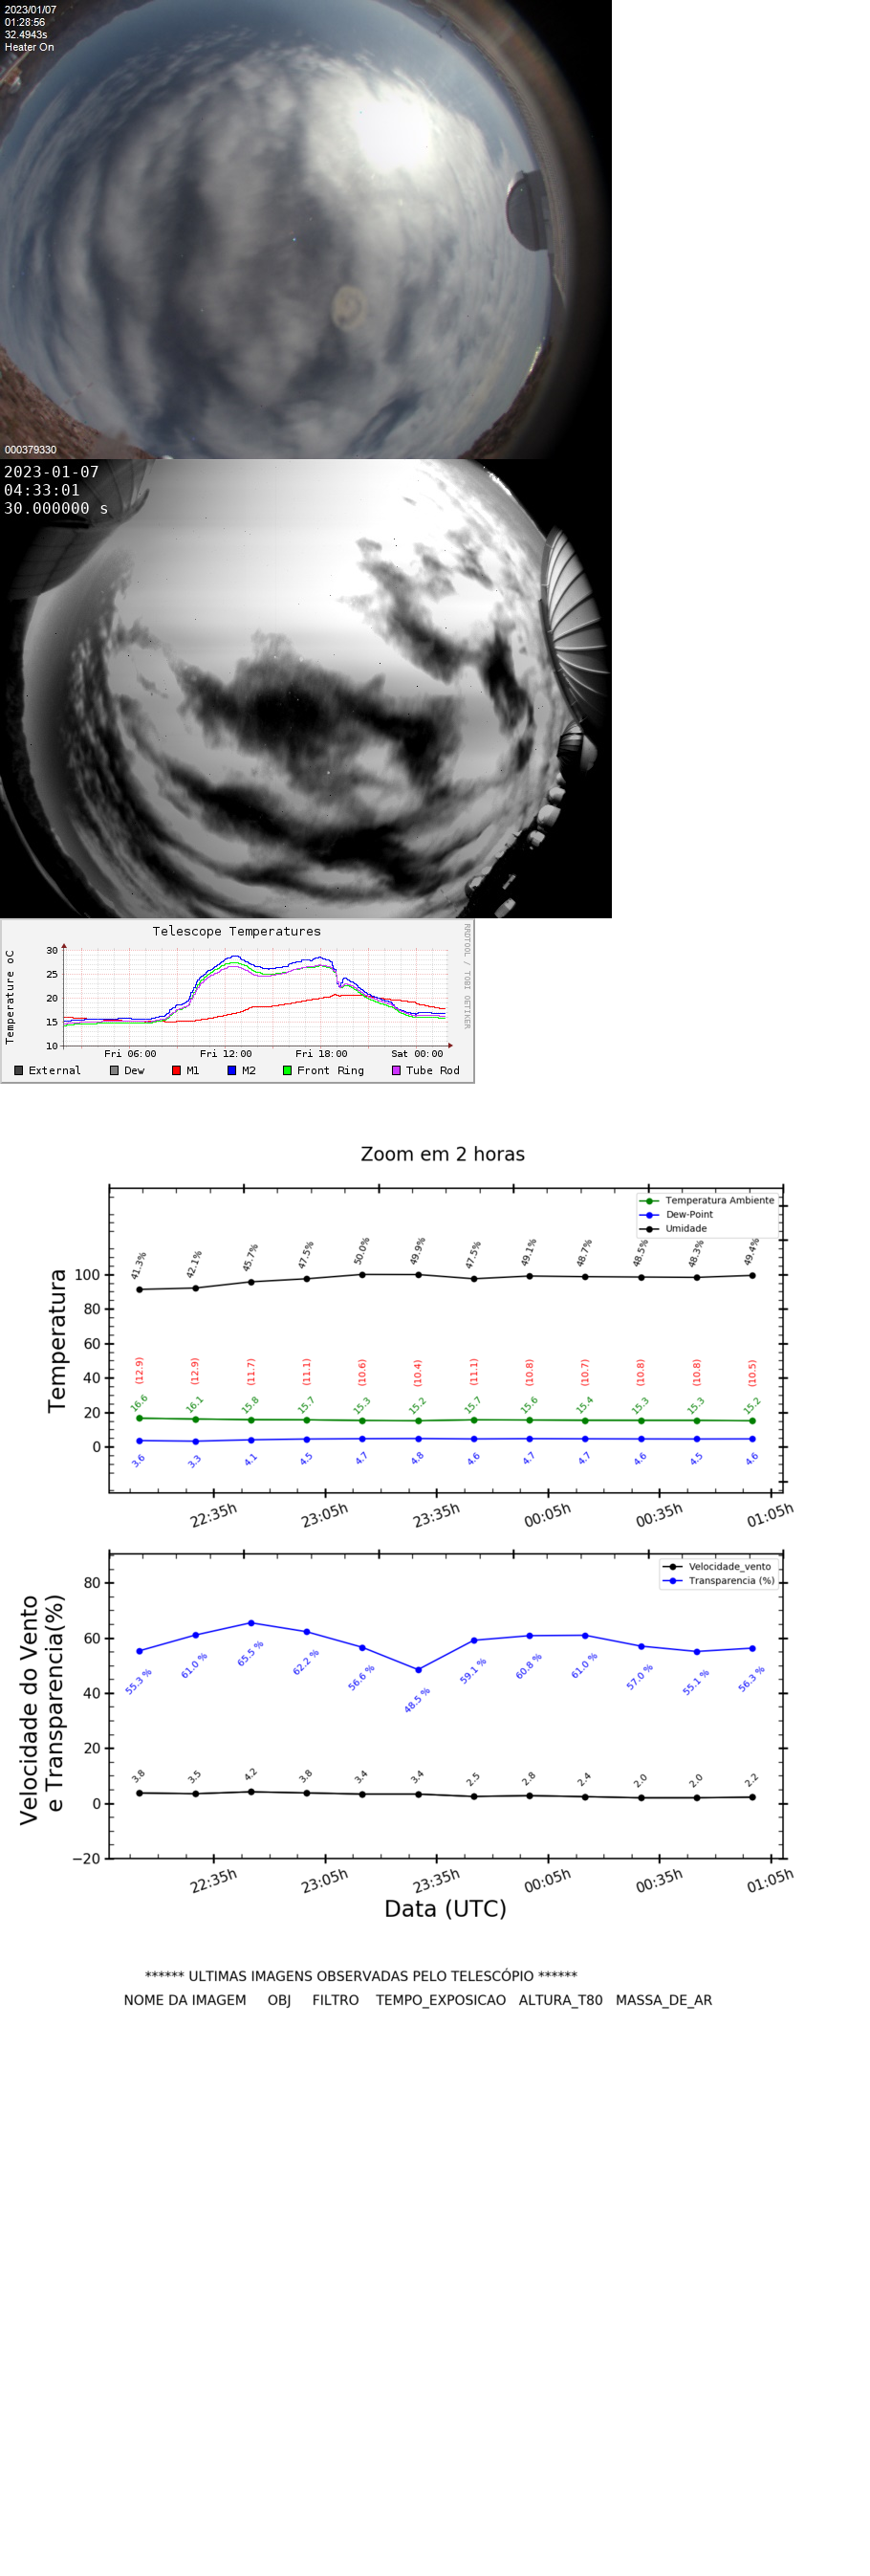 2023/01/07
01:28:56
32.4943s
Heater On
000379330
2023-01-07
04:33:01
30.000000 s
Telescope Temperatures
RRDTOOL / TOBI OETIKER
Temperature oC
30
25
20
15
10
Fri 06:00 Fri 12:00 Fri 18:00 Sat 00:00
External Dew M1 M2 Front Ring Tube Rod
Zoom em 2 horas
Temperatura Ambiente
Dew-Point
Umidade
Temperatura
100
80
60
40
20
0
41.3% 42.1% 45.7% 47.5% 50.0% 49.9% 47.5% 49.1% 48.7% 48.5% 48.3% 49.4%
(12.9) (12.9) (11.7) (11.1) (10.6) (10.4) (11.1) (10.8) (10.7) (10.8) (10.8) (10.5)
16.6 16.1 15.8 15.7 15.3 15.2 15.7 15.6 15.4 15.3 15.3 15.2
3.6 3.3 4.1 4.5 4.7 4.8 4.6 4.7 4.7 4.6 4.5 4.6
22:35h 23:05h 23:35h 00:05h 00:35h 01:05h
Velocidade_vento
Transparencia (%)
Velocidade do Vento
e Transparencia(%)
80
60
40
20
0
−20
55.3 % 61.0 % 65.5 % 62.2 % 56.6 % 48.5 % 59.1 % 60.8 % 61.0 % 57.0 % 55.1 % 56.3 %
3.8 3.5 4.2 3.8 3.4 3.4 2.5 2.8 2.4 2.0 2.0 2.2
22:35h 23:05h 23:35h 00:05h 00:35h 01:05h
Data (UTC)
****** ULTIMAS IMAGENS OBSERVADAS PELO TELESCÓPIO ******
NOME DA IMAGEM OBJ FILTRO TEMPO_EXPOSICAO ALTURA_T80 MASSA_DE_AR